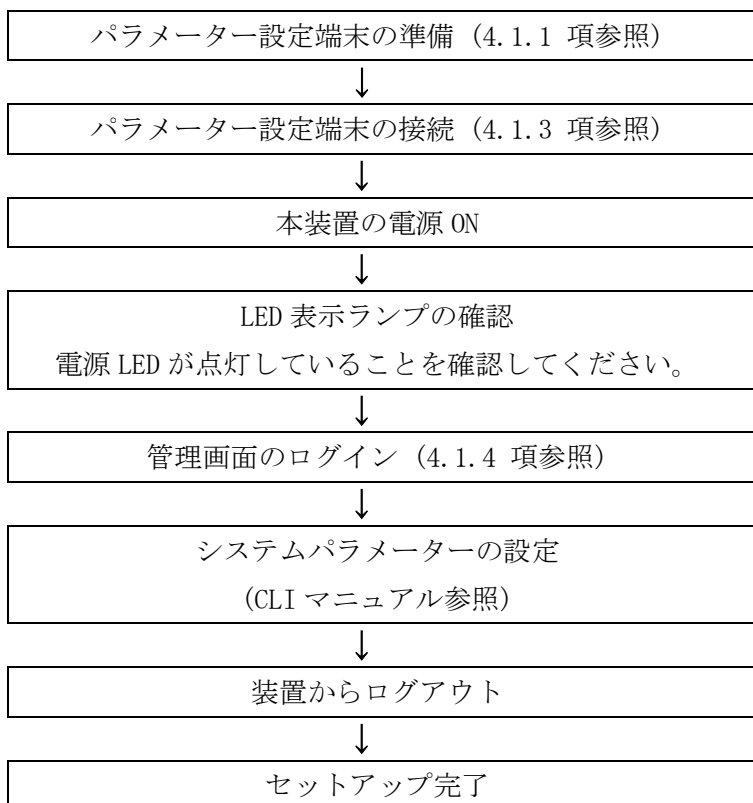 パラメーター設定端末の準備 (4.1.1 項参照)
↓
パラメーター設定端末の接続 (4.1.3 項参照)
↓
本装置の電源 ON
↓
LED 表示ランプの確認
電源 LED が点灯していることを確認してください。
↓
管理画面のログイン (4.1.4 項参照)
↓
システムパラメーターの設定
(CLI マニュアル参照)
↓
装置からログアウト
↓
セットアップ完了